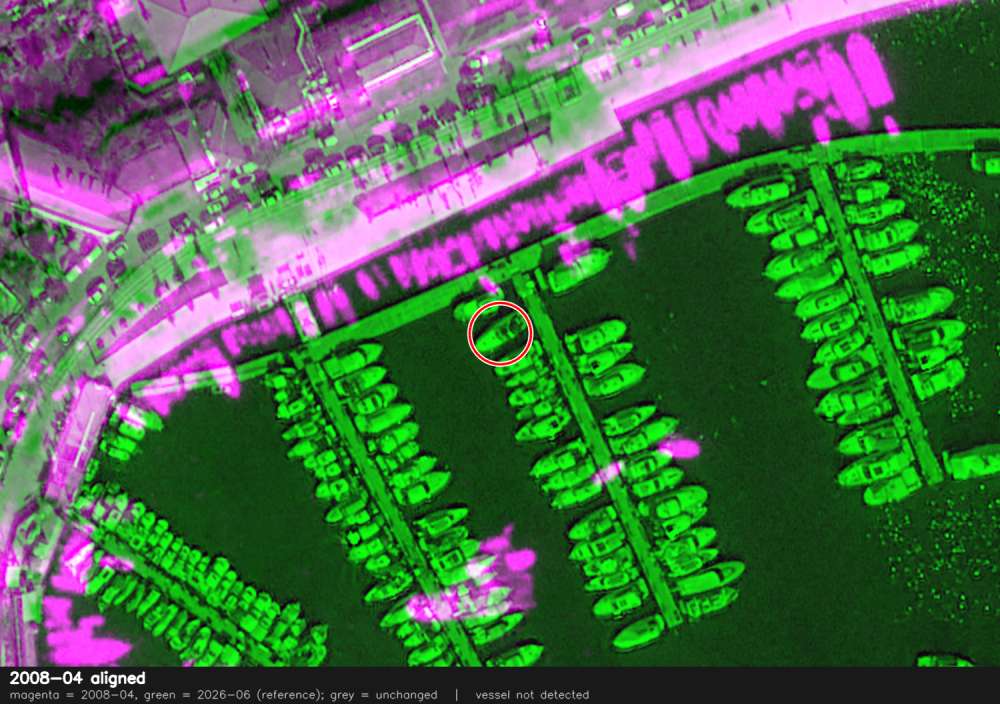 2008-04 aligned
magenta = 2008-04, green = 2026-06 (reference); grey = unchanged | vessel not detected